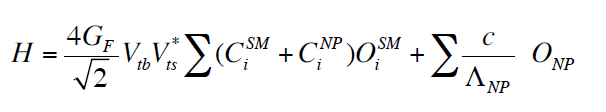 H = \frac{4G_F}{\sqrt{2}} V_{tb} V_{ts}^{*} \sum (C_i^{SM} + C_i^{NP}) O_i^{SM} + \sum \frac{c}{\Lambda_{NP}} O_{NP}